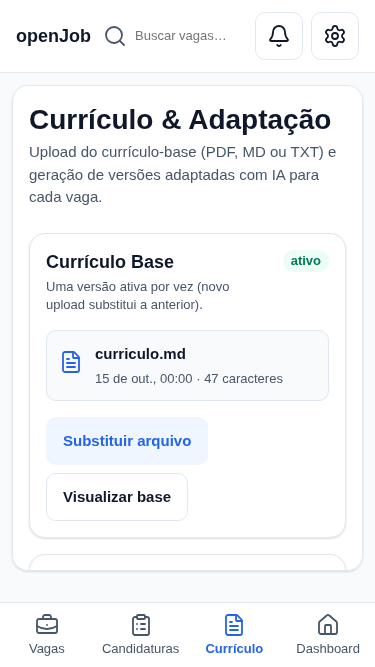 openJob
Buscar vagas…
Currículo & Adaptação
Upload do currículo-base (PDF, MD ou TXT) e
geração de versões adaptadas com IA para
cada vaga.
Currículo Base
ativo
Uma versão ativa por vez (novo
upload substitui a anterior).
curriculo.md
15 de out., 00:00 · 47 caracteres
Substituir arquivo
Visualizar base
Vagas
Candidaturas
Currículo
Dashboard